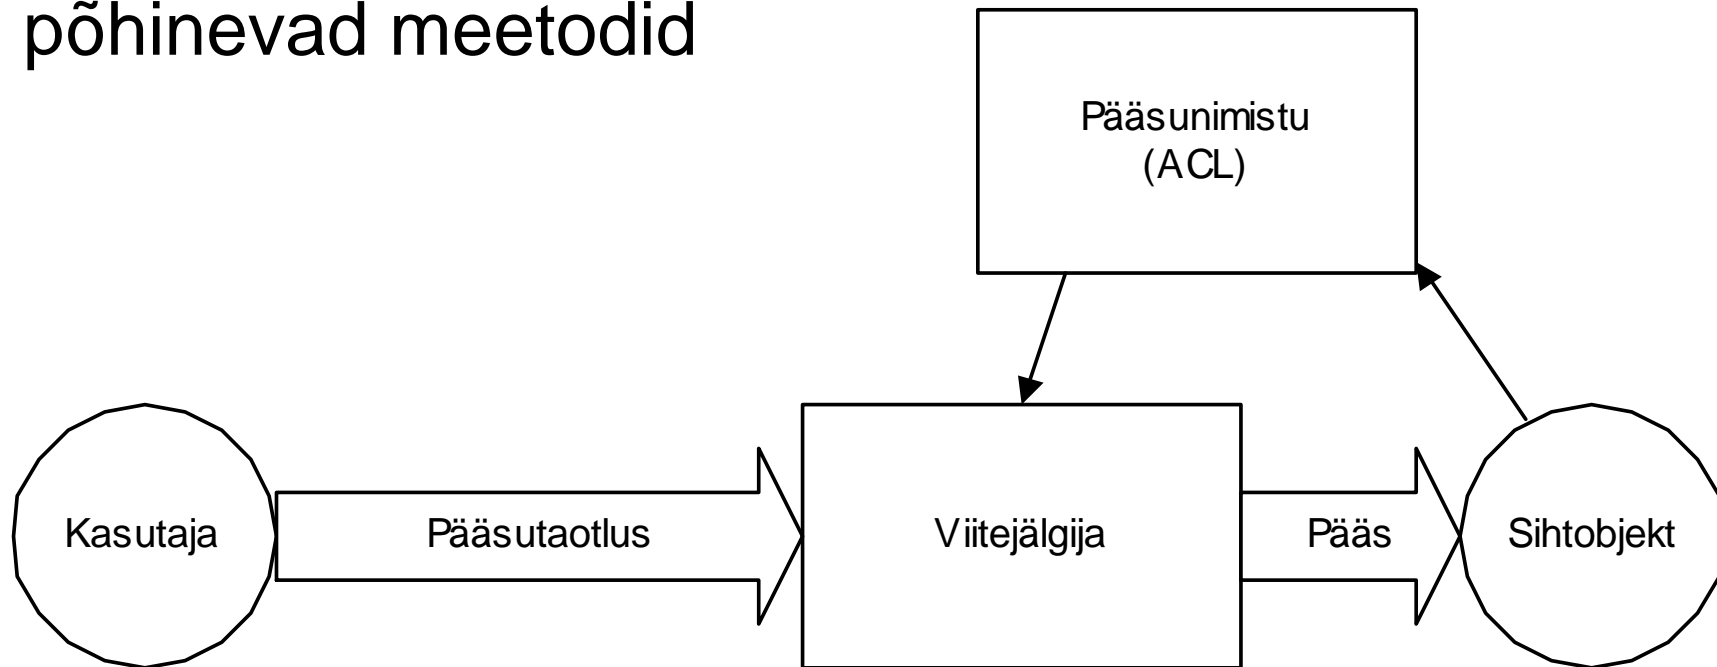 põhinevad meetodid
Pääsunimistu
(ACL)
Kasutaja
Pääsutaotlus
Viitejälgija
Pääs
Sihtobjekt